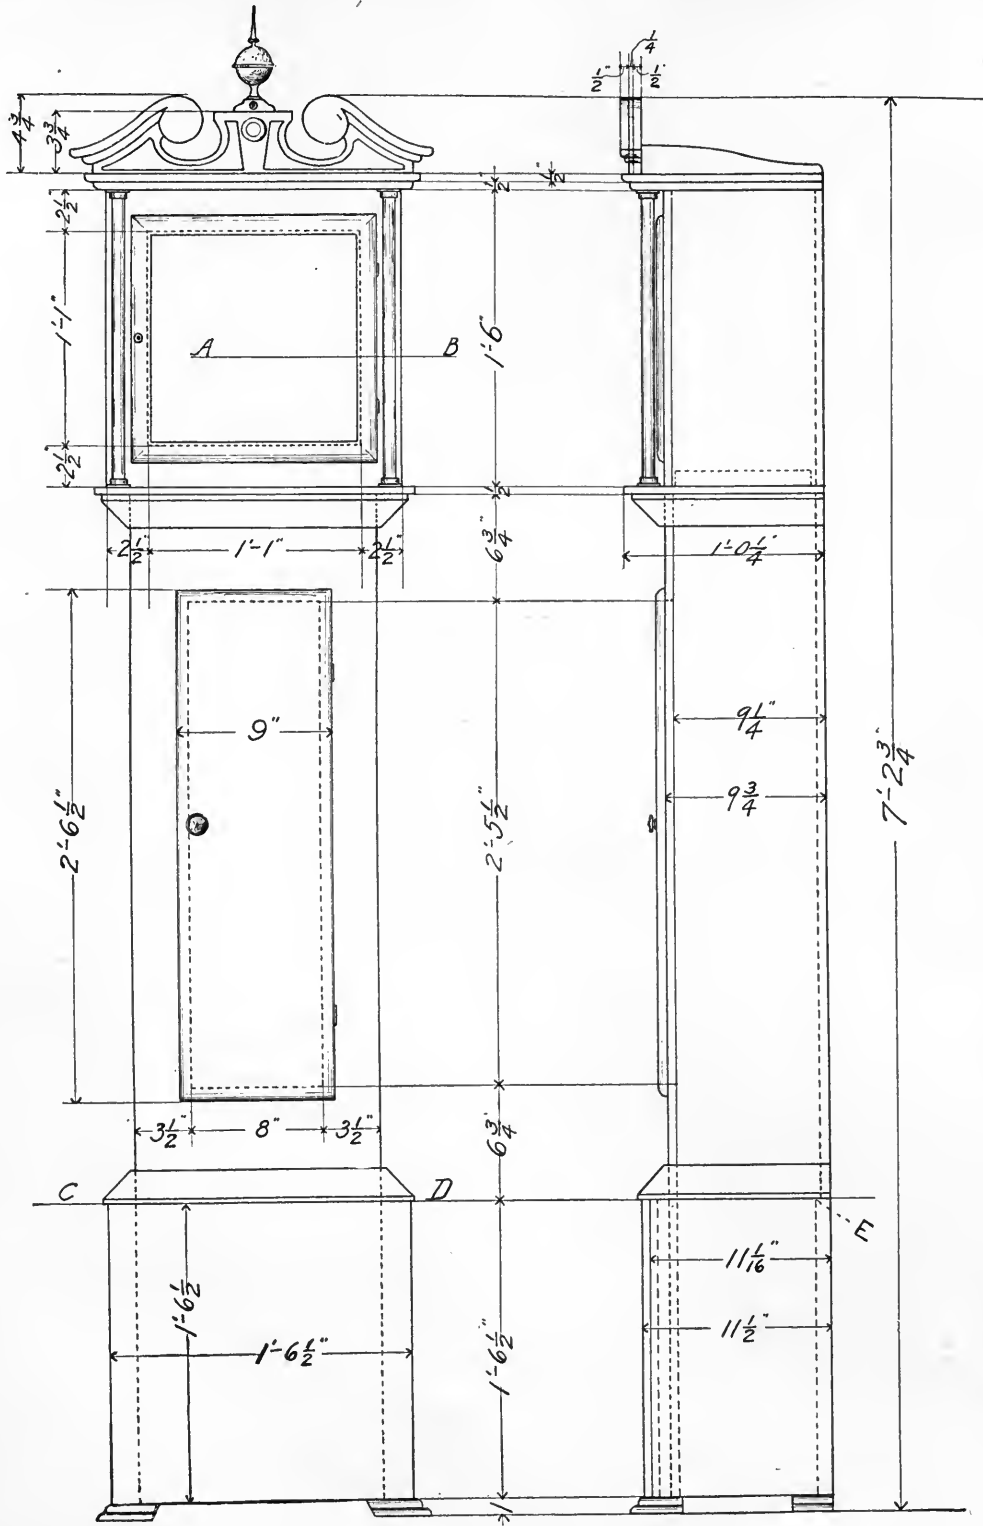 1/4
1/2" 1/2"
4 3/4 3 3/4
1/2 1/2"
2 1/2"
1'-1" 1'-6"
A B
2 1/2" 1/2
2 1/2" 1'-1" 2 1/2" 6 3/4" 1'-0 1/4"
9" 9 1/4"
7'-2 3/4"
9 3/4
2'-6 1/2" 2'-5 1/2"
3 1/2" 8" 3 1/2" 6 3/4"
C D
E
11 1/16"
1'-6 1/2 11 1/2"
1'-6 1/2" 1'-6 1/2"
1